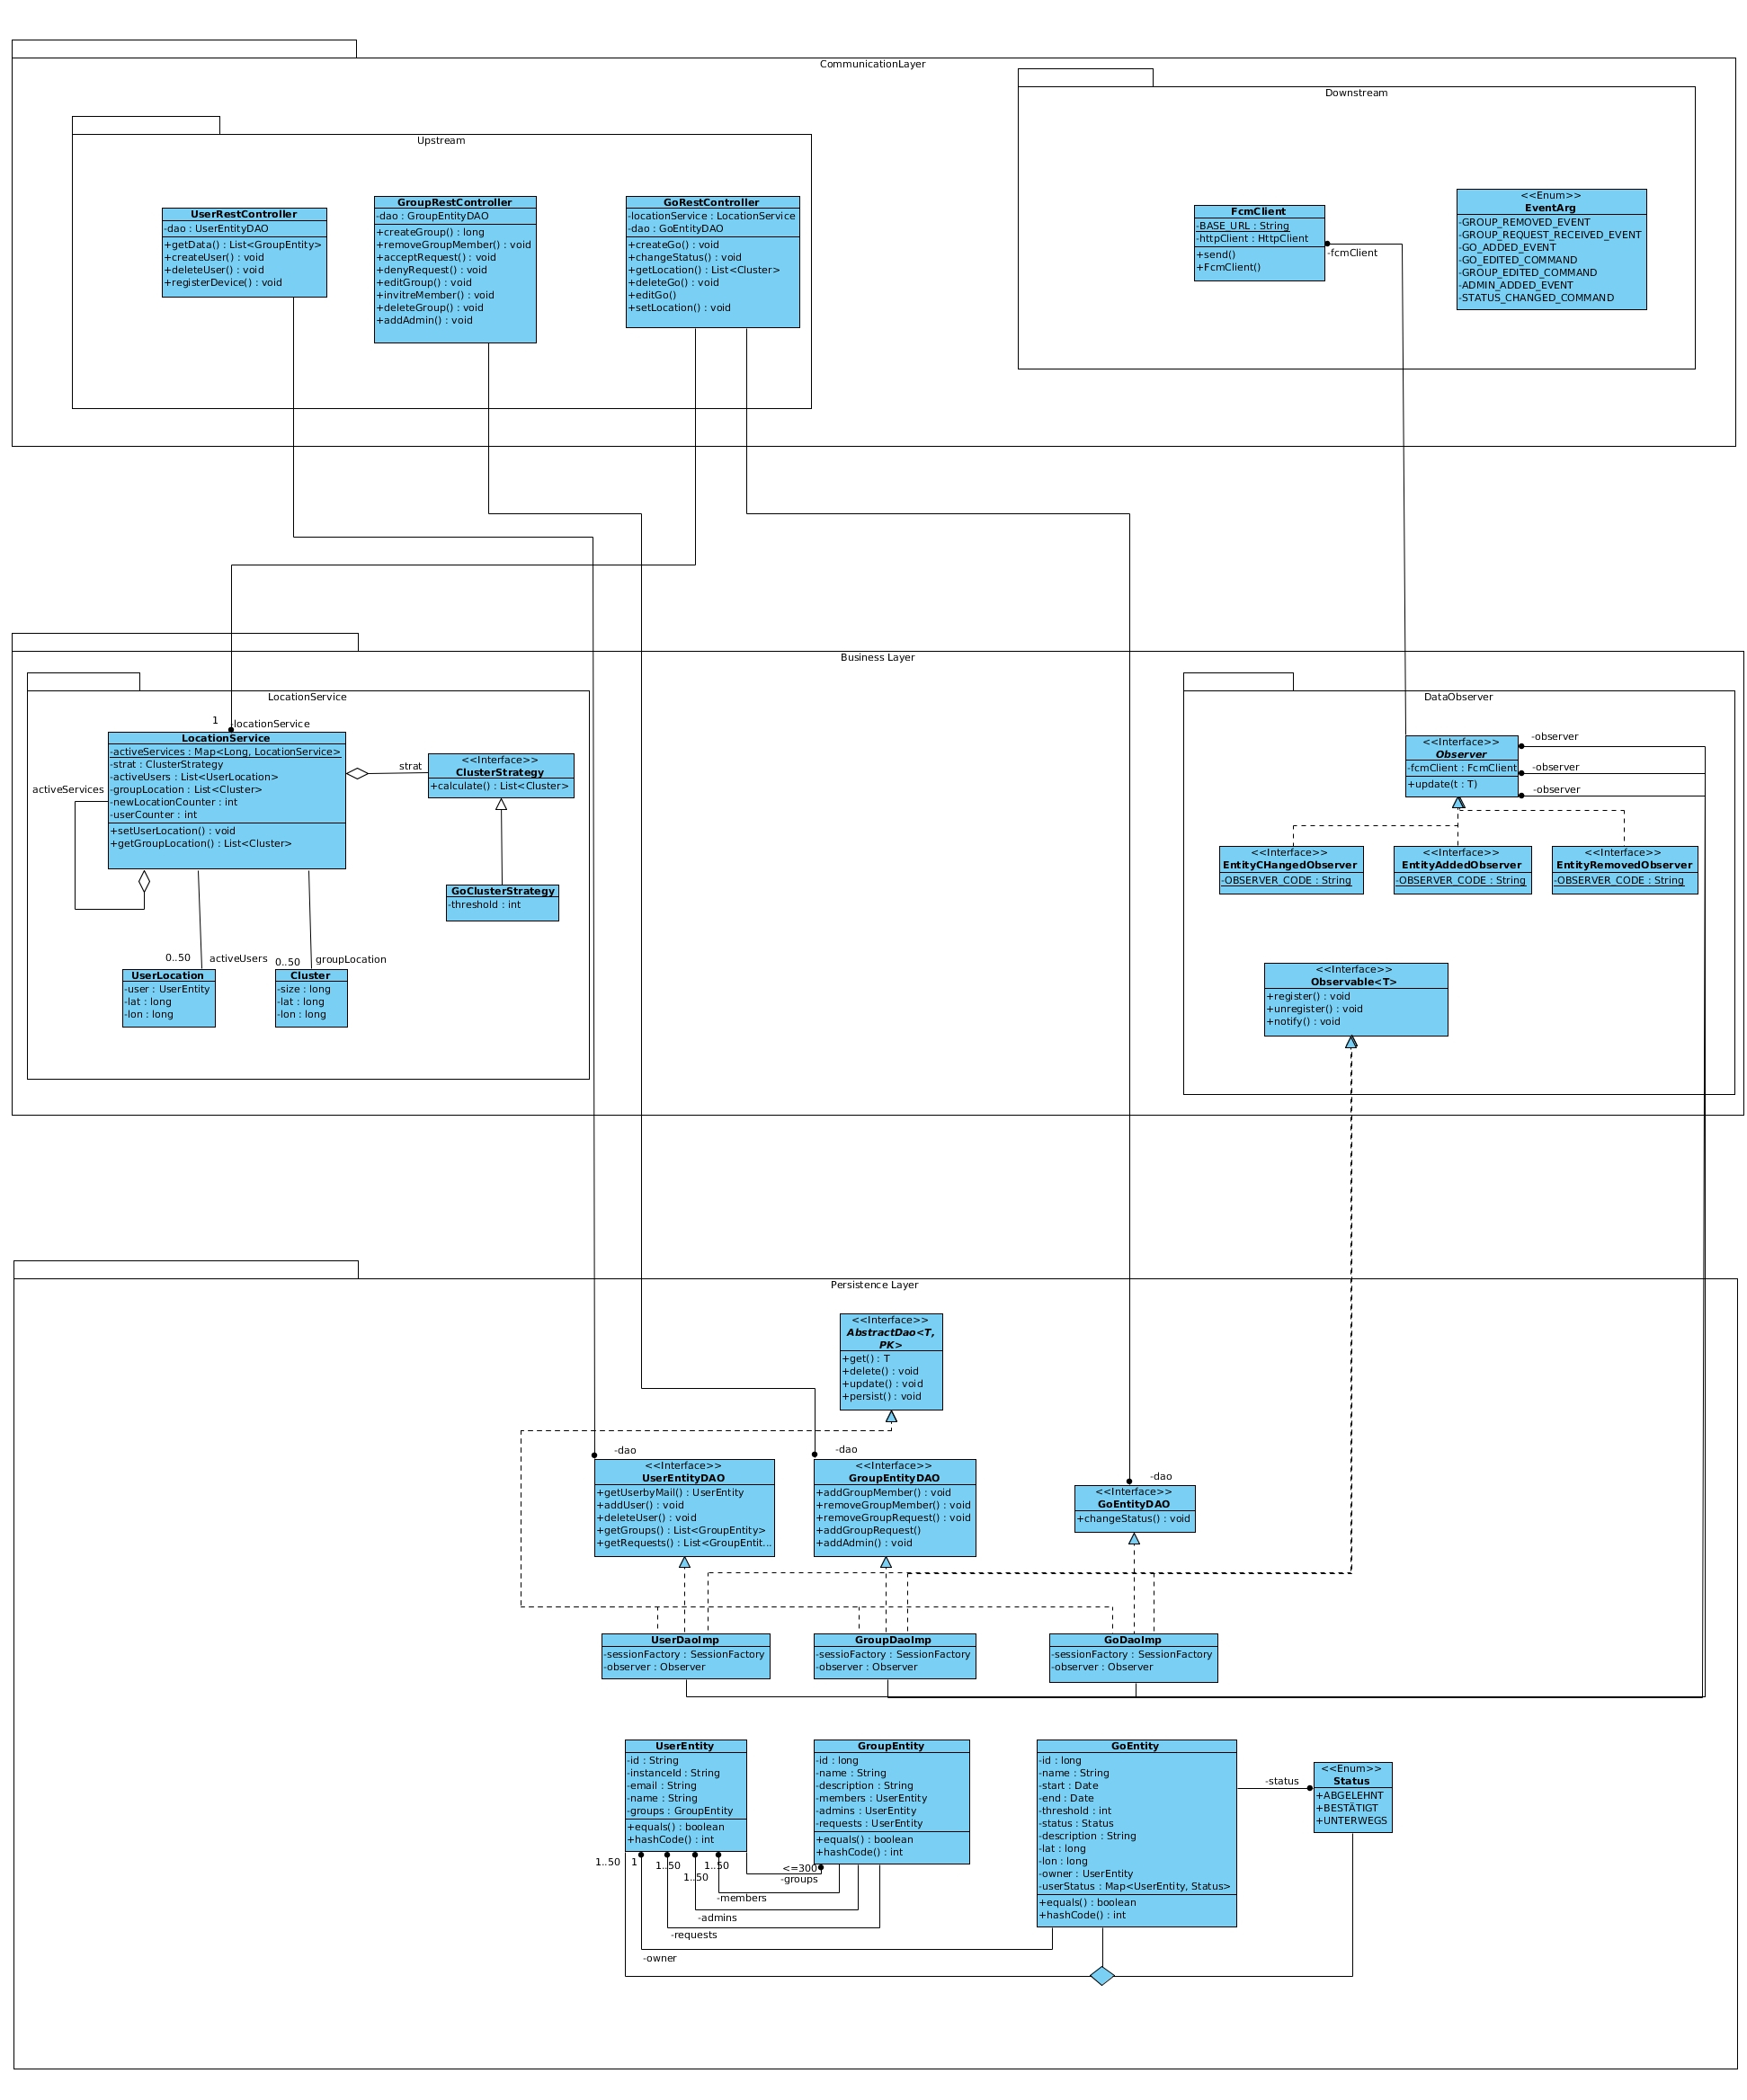 CommunicationLayer
Upstream
UserRestController
-dao : UserEntityDAO
+getData() : List<GroupEntity>
+createUser() : void
+deleteUser() : void
+registerDevice() : void
GroupRestController
-dao : GroupEntityDAO
+createGroup() : long
+removeGroupMember() : void
+acceptRequest() : void
+denyRequest() : void
+editGroup() : void
+invitreMember() : void
+deleteGroup() : void
+addAdmin() : void
GoRestController
-locationService : LocationService
-dao : GoEntityDAO
+createGo() : void
+changeStatus() : void
+getLocation() : List<Cluster>
+deleteGo() : void
+editGo()
+setLocation() : void
Downstream
FcmClient
-BASE_URL : String
-httpClient : HttpClient
+send()
+FcmClient()
-fcmClient
<<Enum>>
EventArg
-GROUP_REMOVED_EVENT
-GROUP_REQUEST_RECEIVED_EVENT
-GO_ADDED_EVENT
-GO_EDITED_COMMAND
-GROUP_EDITED_COMMAND
-ADMIN_ADDED_EVENT
-STATUS_CHANGED_COMMAND
Business Layer
LocationService
1
-locationService
LocationService
-activeServices : Map<Long, LocationService>
-strat : ClusterStrategy
-activeUsers : List<UserLocation>
-groupLocation : List<Cluster>
-newLocationCounter : int
-userCounter : int
+setUserLocation() : void
+getGroupLocation() : List<Cluster>
activeServices
strat
<<Interface>>
ClusterStrategy
+calculate() : List<Cluster>
GoClusterStrategy
-threshold : int
0..50
activeUsers
0..50
groupLocation
UserLocation
-user : UserEntity
-lat : long
-lon : long
Cluster
-size : long
-lat : long
-lon : long
DataObserver
<<Interface>>
Observer
-fcmClient : FcmClient
+update(t : T)
-observer
-observer
-observer
<<Interface>>
EntityCHangedObserver
-OBSERVER_CODE : String
<<Interface>>
EntityAddedObserver
-OBSERVER_CODE : String
<<Interface>>
EntityRemovedObserver
-OBSERVER_CODE : String
<<Interface>>
Observable<T>
+register() : void
+unregister() : void
+notify() : void
Persistence Layer
<<Interface>>
AbstractDao<T,
PK>
+get() : T
+delete() : void
+update() : void
+persist() : void
-dao
-dao
-dao
<<Interface>>
UserEntityDAO
+getUserbyMail() : UserEntity
+addUser() : void
+deleteUser() : void
+getGroups() : List<GroupEntity>
+getRequests() : List<GroupEntit...
<<Interface>>
GroupEntityDAO
+addGroupMember() : void
+removeGroupMember() : void
+removeGroupRequest() : void
+addGroupRequest()
+addAdmin() : void
<<Interface>>
GoEntityDAO
+changeStatus() : void
UserDaoImp
-sessionFactory : SessionFactory
-observer : Observer
GroupDaoImp
-sessioFactory : SessionFactory
-observer : Observer
GoDaoImp
-sessionFactory : SessionFactory
-observer : Observer
UserEntity
-id : String
-instanceId : String
-email : String
-name : String
-groups : GroupEntity
+equals() : boolean
+hashCode() : int
GroupEntity
-id : long
-name : String
-description : String
-members : UserEntity
-admins : UserEntity
-requests : UserEntity
+equals() : boolean
+hashCode() : int
GoEntity
-id : long
-name : String
-start : Date
-end : Date
-threshold : int
-status : Status
-description : String
-lat : long
-lon : long
-owner : UserEntity
-userStatus : Map<UserEntity, Status>
+equals() : boolean
+hashCode() : int
-status
<<Enum>>
Status
+ABGELEHNT
+BESTÄTIGT
+UNTERWEGS
1..50
1
1..50
1..50
1..50
<=300
-groups
-members
-admins
-requests
-owner